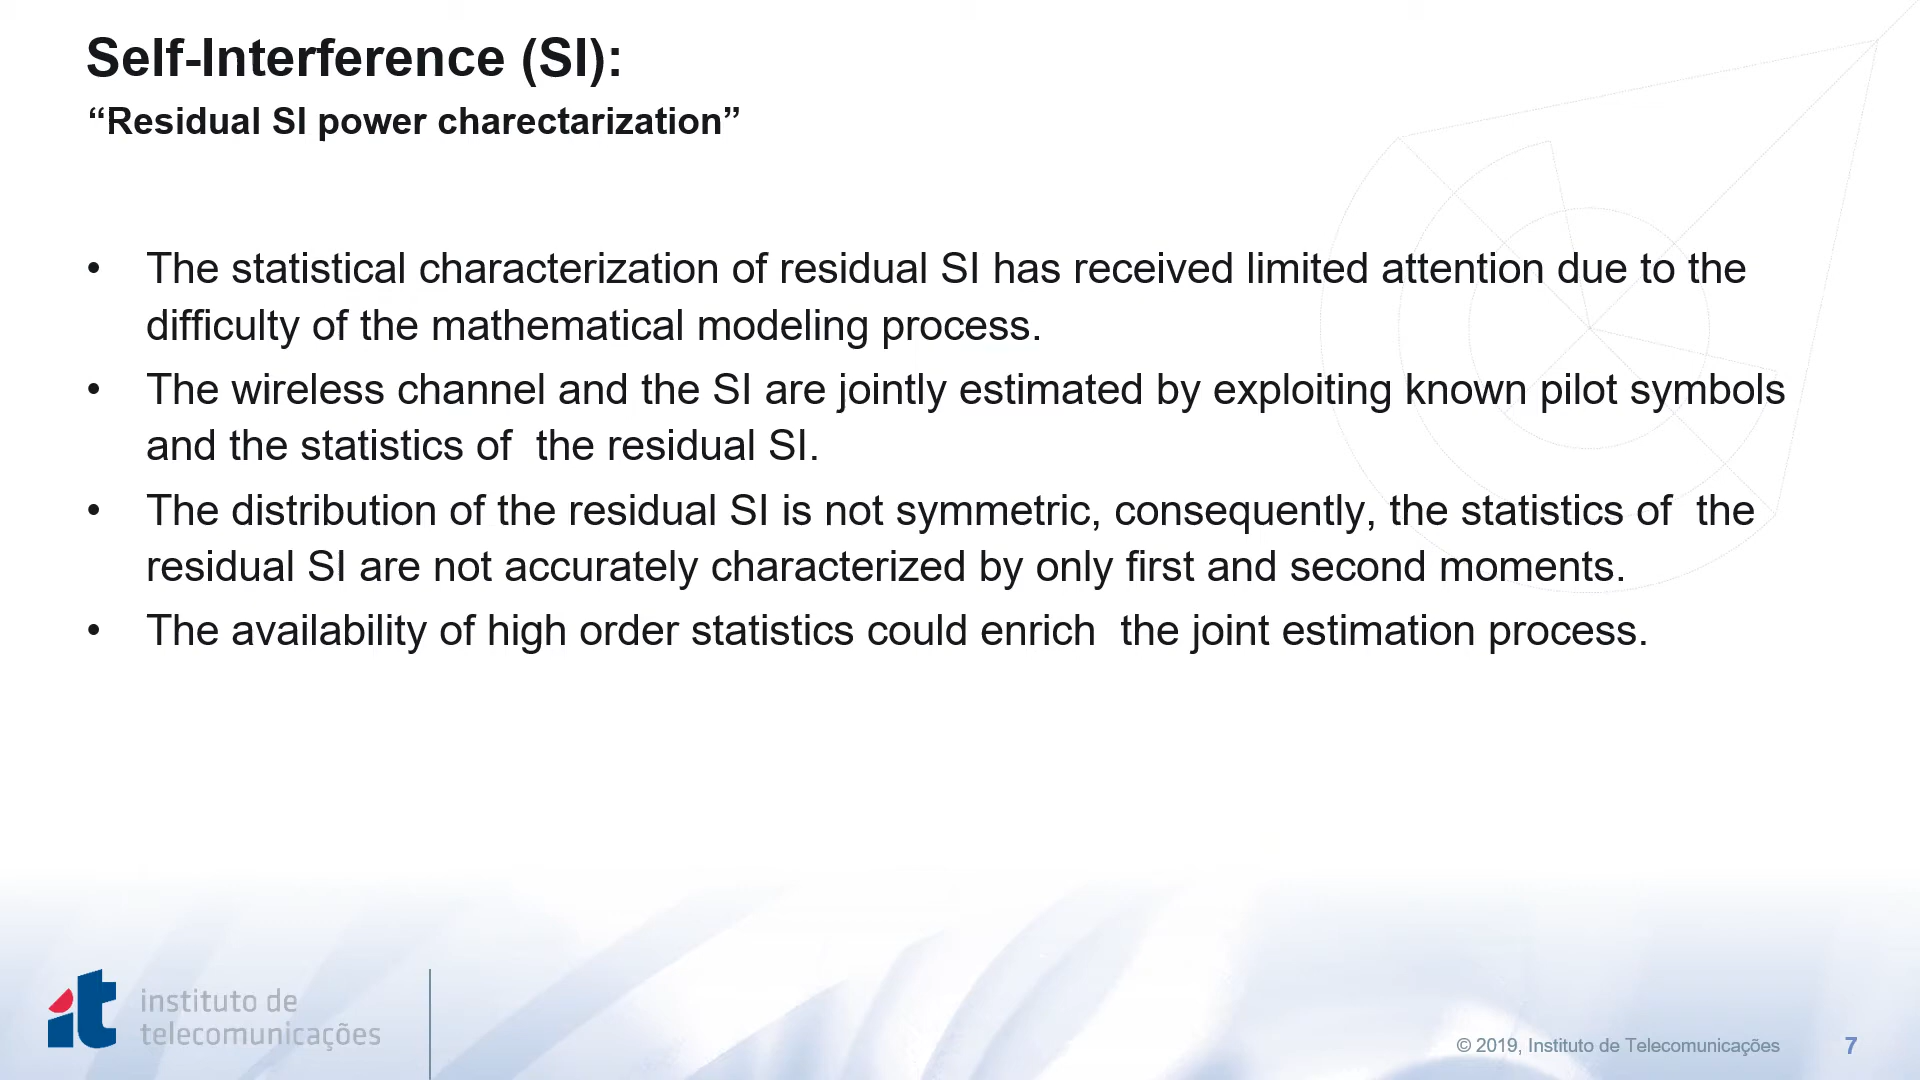 Self-Interference (SI):
“Residual SI power charectarization”
• The statistical characterization of residual SI has received limited attention due to the
difficulty of the mathematical modeling process.
• The wireless channel and the SI are jointly estimated by exploiting known pilot symbols
and the statistics of  the residual SI.
• The distribution of the residual SI is not symmetric, consequently, the statistics of  the
residual SI are not accurately characterized by only first and second moments.
• The availability of high order statistics could enrich  the joint estimation process.
it
instituto de
telecomunicações
© 2019, Instituto de Telecomunicações
7